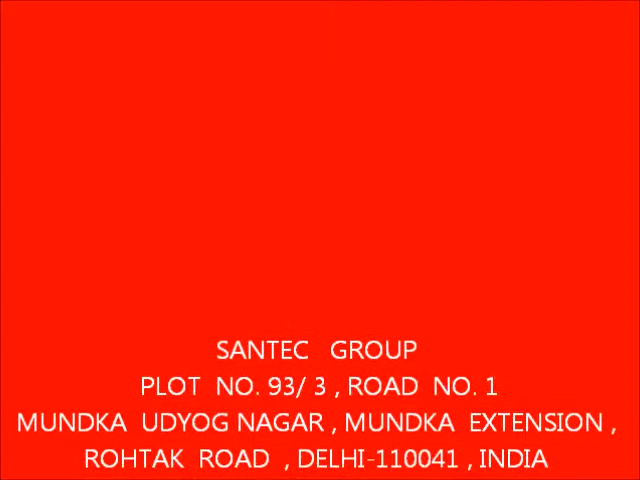 SANTEC GROUP
PLOT NO. 93/ 3 , ROAD NO. 1
MUNDKA UDYOG NAGAR , MUNDKA EXTENSION ,
ROHTAK ROAD , DELHI-110041 , INDIA